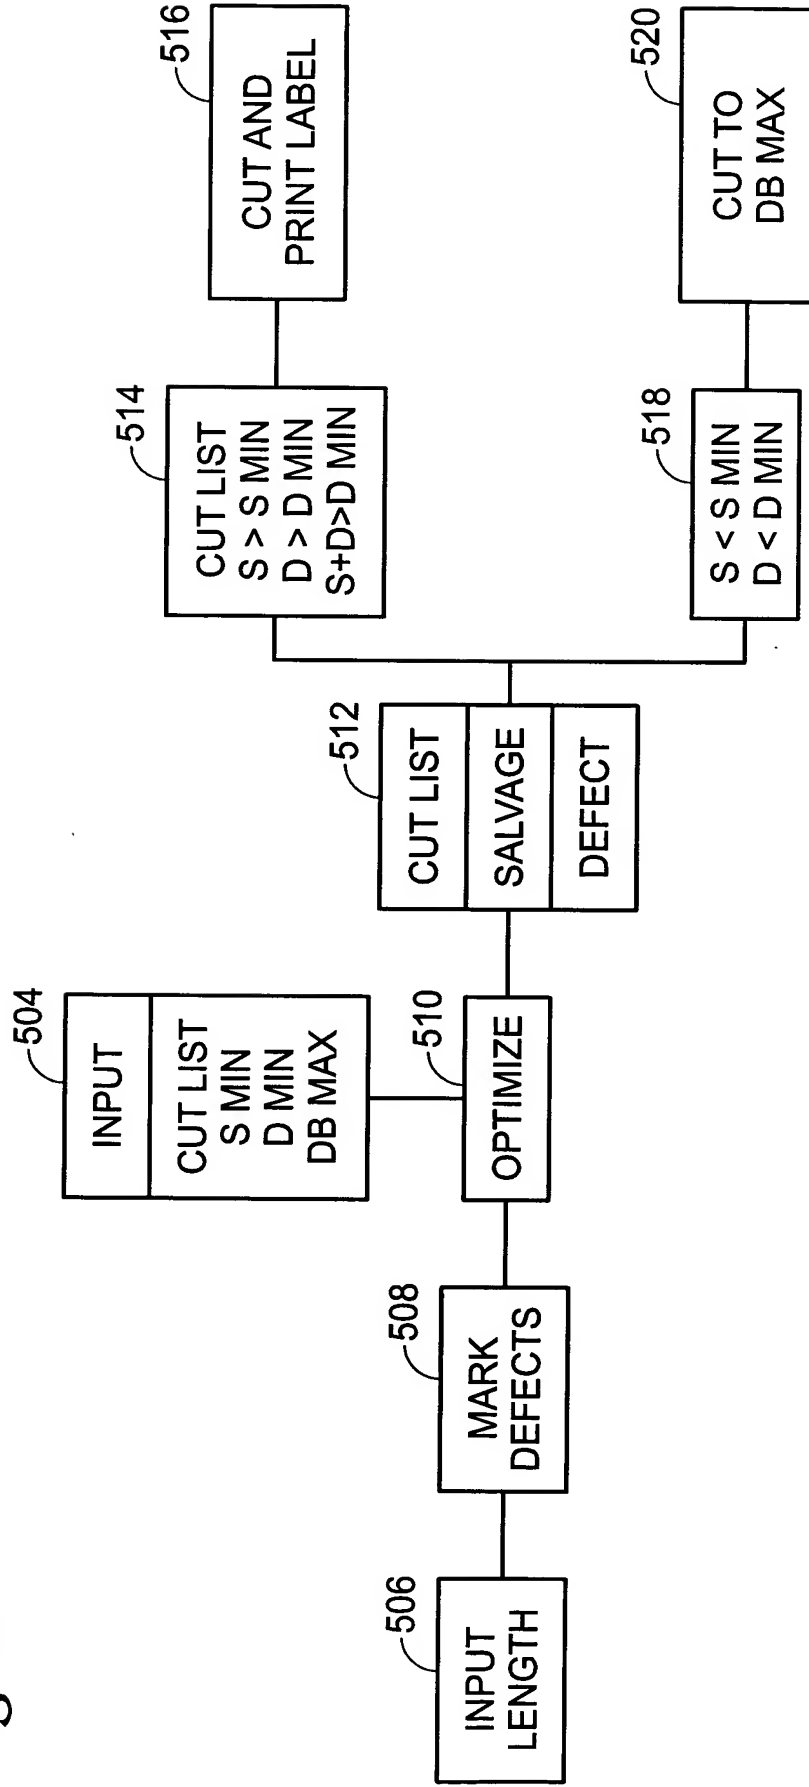 506
INPUT
LENGTH
508
MARK
DEFECTS
504
INPUT
CUT LIST
S MIN
D MIN
DB MAX
510
OPTIMIZE
512
CUT LIST
SALVAGE
DEFECT
514
CUT LIST
S > S MIN
D > D MIN
S+D>D MIN
516
CUT AND
PRINT LABEL
518
S < S MIN
D < D MIN
520
CUT TO
DB MAX